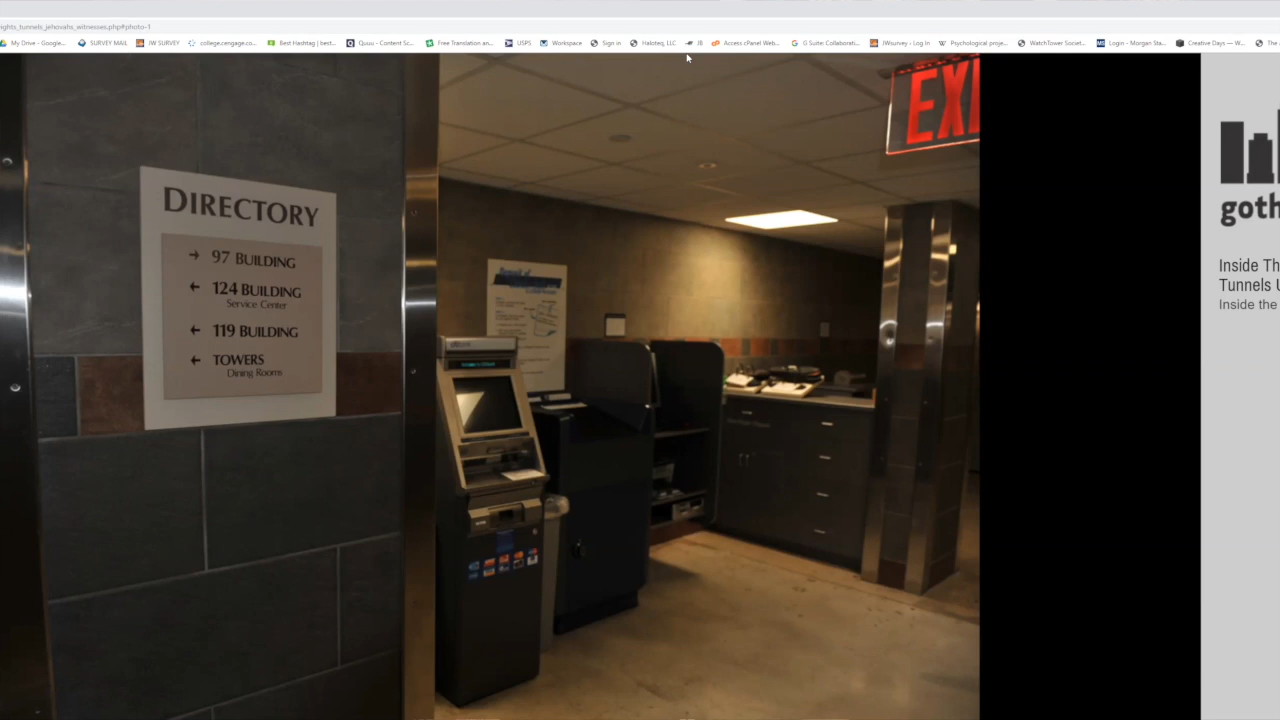 ights_tunnels_jehovahs_witnesses.php#photo-1
My Drive - Google...
SURVEY MAIL
JW SURVEY
college.cengage.co...
Best Hashtag | best...
Quuu - Content Sc...
Free Translation an...
USPS
Workspace
Sign in
Haloteq, LLC
JB
Access cPanel Web...
G Suite: Collaborati...
JWsurvey › Log In
Psychological proje...
WatchTower Societ...
Login - Morgan Sta...
Creative Days — W...
The
EXI
DIRECTORY
→ 97 BUILDING
← 124 BUILDING
Service Center
← 119 BUILDING
← TOWERS
Dining Rooms
goth
Inside Th
Tunnels U
Inside the